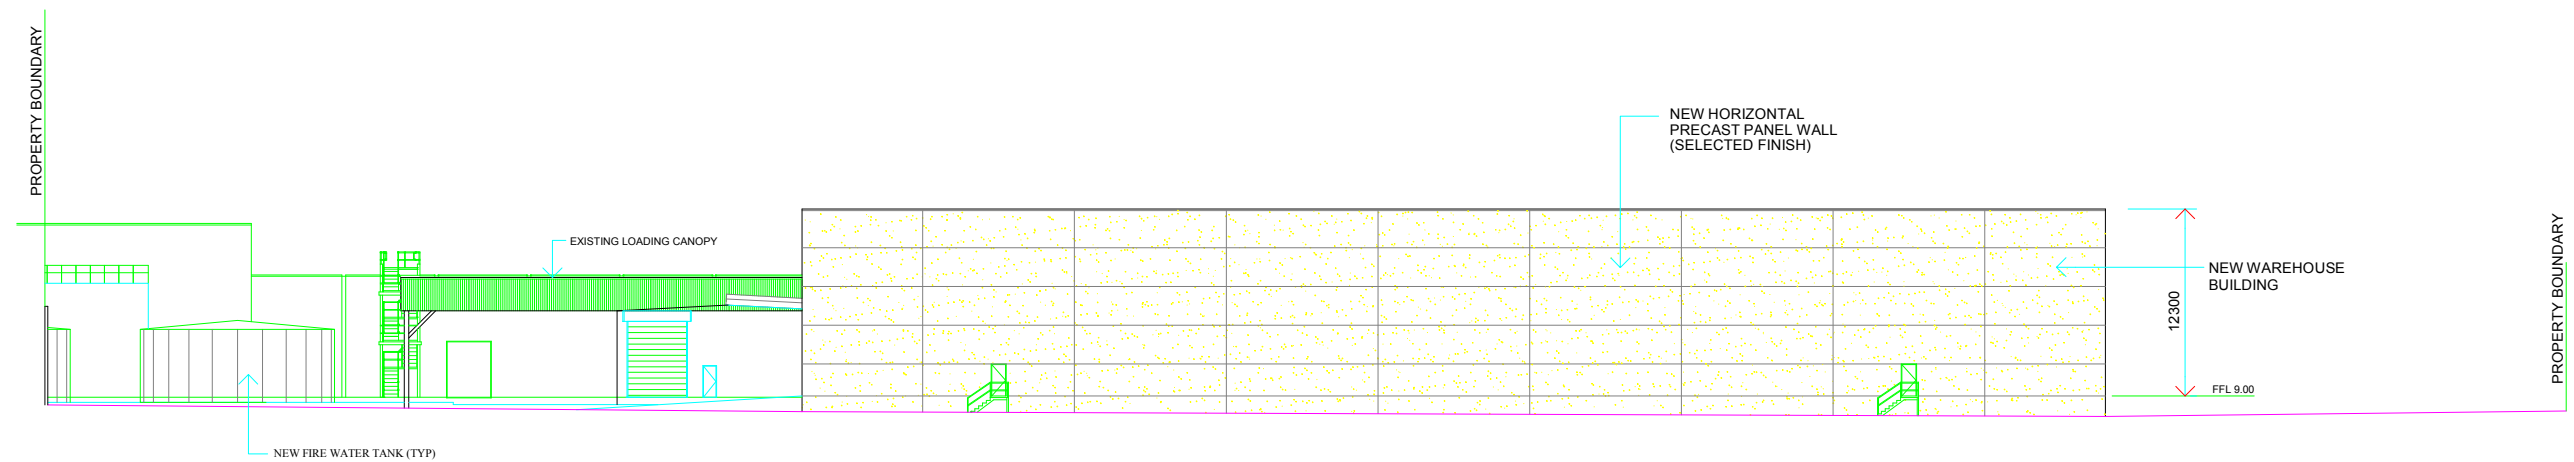 PROPERTY BOUNDARY
EXISTING LOADING CANOPY
NEW HORIZONTAL
PRECAST PANEL WALL
(SELECTED FINISH)
NEW WAREHOUSE
BUILDING
12300
FFL 9.00
PROPERTY BOUNDARY
NEW FIRE WATER TANK (TYP)